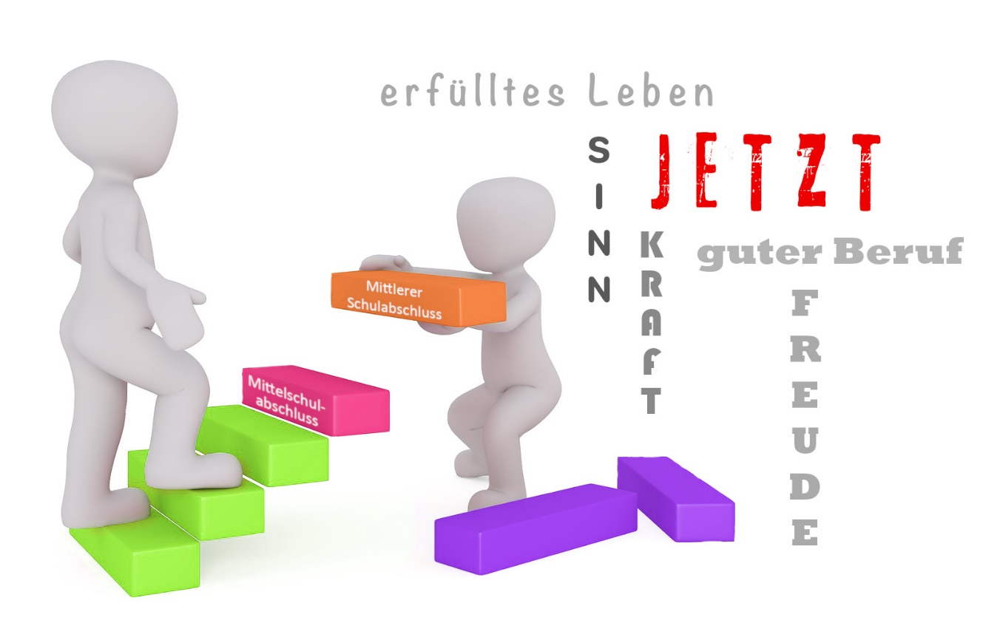 erfülltes Leben
SINN
JETZT
KRAFT
guter Beruf
FREUDE
Mittlerer
Schulabschluss
Mittelschul-
abschluss